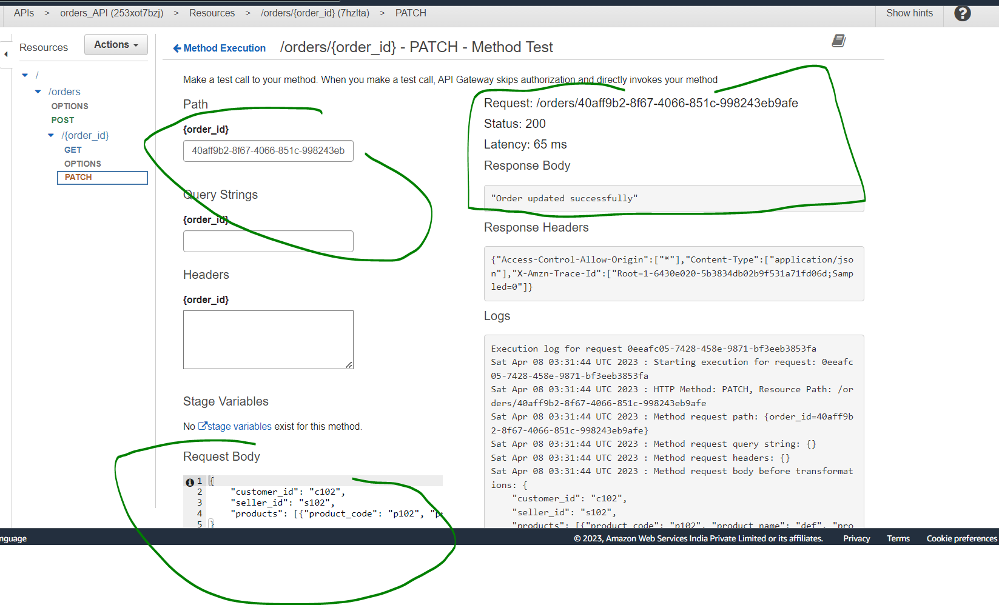 APIs > orders_API (253xot7bzj) > Resources > /orders/{order_id} (7hzlta) > PATCH
Show hints
?
Resources
Actions
/
/orders
OPTIONS
POST
/{order_id}
GET
OPTIONS
PATCH
Method Execution /orders/{order_id} - PATCH - Method Test
Make a test call to your method. When you make a test call, API Gateway skips authorization and directly invokes your method
Path
{order_id}
40aff9b2-8f67-4066-851c-998243eb
Query Strings
{order_id}
Headers
{order_id}
Stage Variables
No stage variables exist for this method.
Request Body
1 {
2 "customer_id": "c102",
3 "seller_id": "s102",
4 "products": [{"product_code": "p102", "pr
5 }
Request: /orders/40aff9b2-8f67-4066-851c-998243eb9afe
Status: 200
Latency: 65 ms
Response Body
"Order updated successfully"
Response Headers
{"Access-Control-Allow-Origin":["*"],"Content-Type":["application/jso
n"],"X-Amzn-Trace-Id":["Root=1-6430e020-5b3834db02b9f531a71fd06d;Samp
led=0"]}
Logs
Execution log for request 0eeafc05-7428-458e-9871-bf3eeb3853fa
Sat Apr 08 03:31:44 UTC 2023 : Starting execution for request: 0eeafc
05-7428-458e-9871-bf3eeb3853fa
Sat Apr 08 03:31:44 UTC 2023 : HTTP Method: PATCH, Resource Path: /or
ders/40aff9b2-8f67-4066-851c-998243eb9afe
Sat Apr 08 03:31:44 UTC 2023 : Method request path: {order_id=40aff9b
2-8f67-4066-851c-998243eb9afe}
Sat Apr 08 03:31:44 UTC 2023 : Method request query string: {}
Sat Apr 08 03:31:44 UTC 2023 : Method request headers: {}
Sat Apr 08 03:31:44 UTC 2023 : Method request body before transformat
ions: {
"customer_id": "c102",
"seller_id": "s102",
"products": [{"product_code": "p102", "product_name": "def", "pro
nguage
© 2023, Amazon Web Services India Private Limited or its affiliates. Privacy Terms Cookie preferences